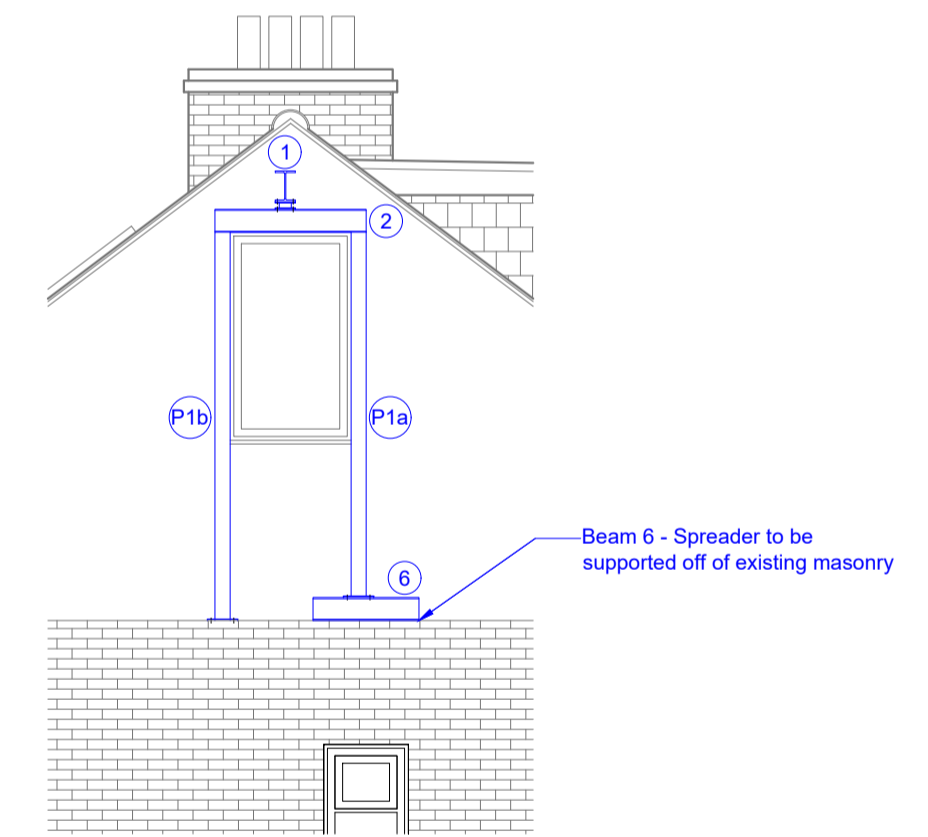 1
2
P1b
P1a
Beam 6 - Spreader to be
supported off of existing masonry
6